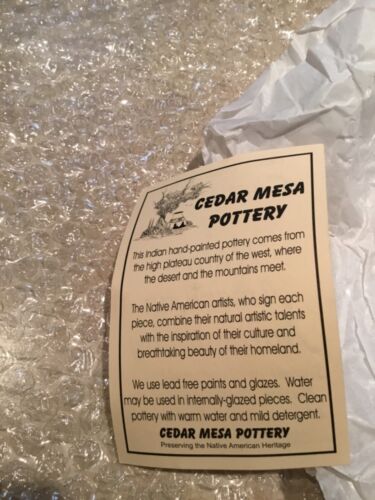 CEDAR MESA
POTTERY
This Indian hand-painted pottery comes from
the high plateau country of the west, where
the desert and the mountains meet.
The Native American artists, who sign each
piece, combine their natural artistic talents
with the inspiration of their culture and
breathtaking beauty of their homeland.
We use lead free paints and glazes. Water
may be used in internally-glazed pieces. Clean
pottery with warm water and mild detergent.
CEDAR MESA POTTERY
Preserving the Native American Heritage